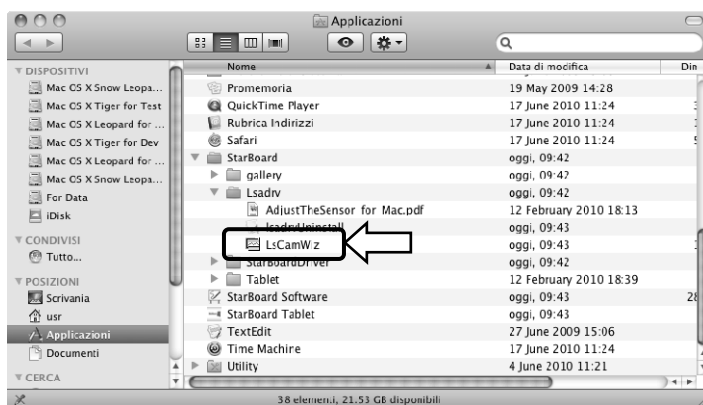 Applicazioni
Nome Data di modifica Din
DISPOSITIVI
Mac OS X Snow Leopa...
Mac OS X Tiger for Test
Mac OS X Leopard for ...
Mac OS X Tiger for Dev
Mac OS X Leopard for ...
Mac OS X Snow Leopa...
For Data
iDisk
CONDIVISI
Tutto...
POSIZIONI
Scrivania
usr
Applicazioni
Documenti
CERCA
Promemoria 19 May 2009 14:28
QuickTime Player 17 June 2010 11:24
Rubrica Indirizzi 17 June 2010 11:24
Safari 17 June 2010 11:24
StarBoard oggi, 09:42
gallery oggi, 09:42
Lsadrv oggi, 09:42
AdjustTheSensor for Mac.pdf 12 February 2010 18:13
lsadrvUninstall oggi, 09:43
LsCamWiz oggi, 09:43
StarBoardDriver oggi, 09:42
Tablet 12 February 2010 18:39
StarBoard Software oggi, 09:43 28
StarBoard Tablet oggi, 09:43
TextEdit 27 June 2009 15:06
Time Machine 17 June 2010 11:24
Utility 4 June 2010 11:21
38 elementi, 21.53 GB disponibili